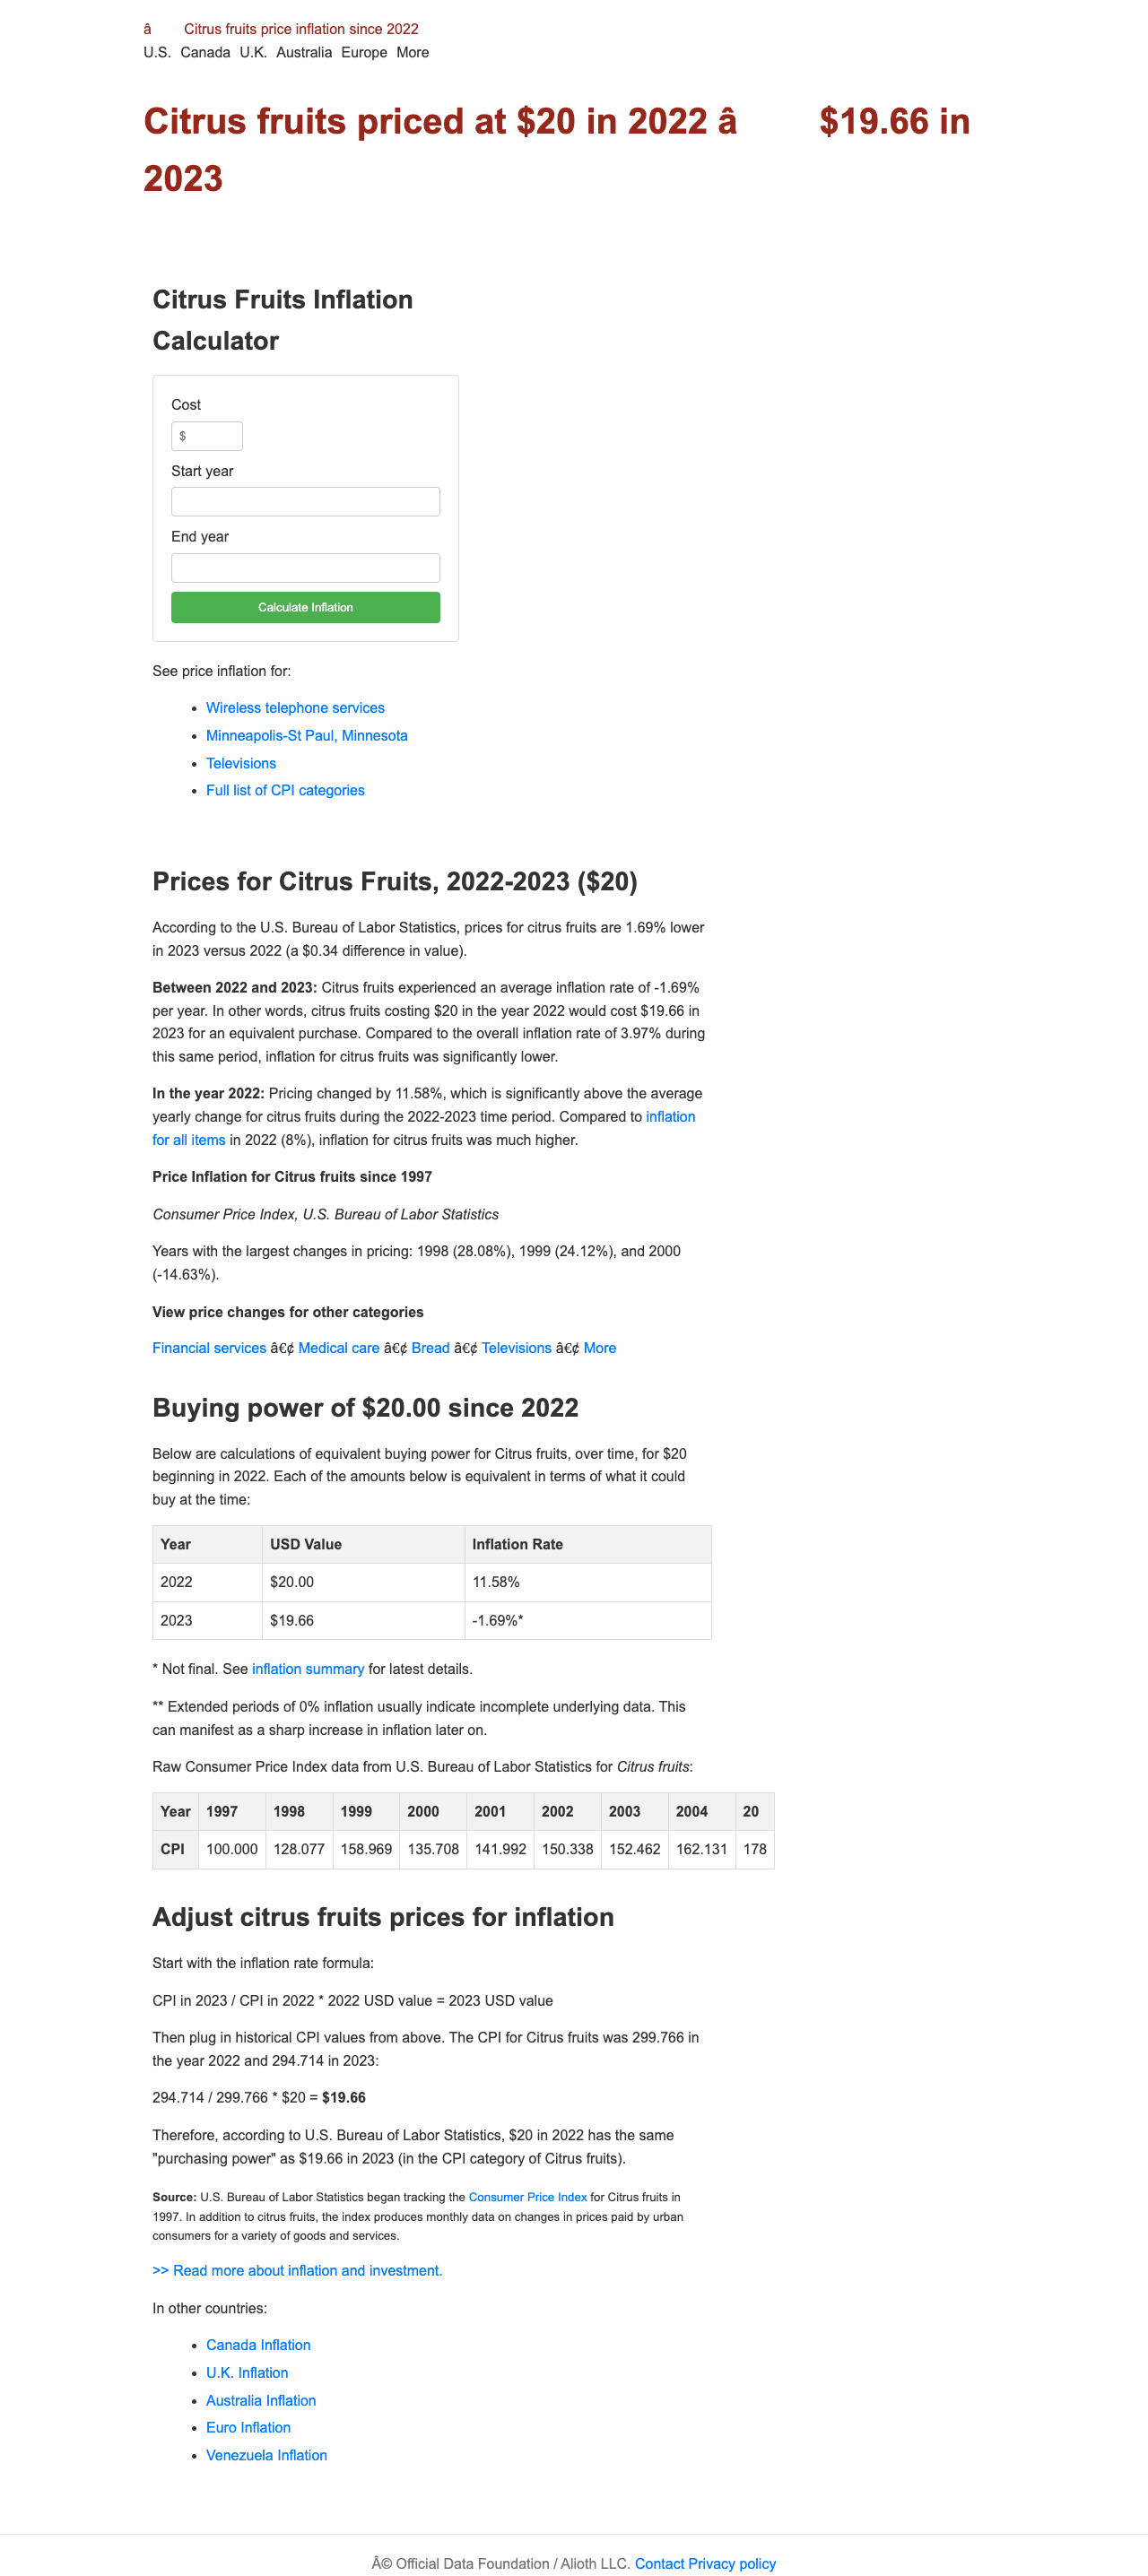 â Citrus fruits price inflation since 2022
U.S. Canada U.K. Australia Europe More
Citrus fruits priced at $20 in 2022 â $19.66 in
2023
Citrus Fruits Inflation
Calculator
Cost
$
Start year
End year
Calculate Inflation
See price inflation for:
• Wireless telephone services
• Minneapolis-St Paul, Minnesota
• Televisions
• Full list of CPI categories
Prices for Citrus Fruits, 2022-2023 ($20)
According to the U.S. Bureau of Labor Statistics, prices for citrus fruits are 1.69% lower
in 2023 versus 2022 (a $0.34 difference in value).
Between 2022 and 2023: Citrus fruits experienced an average inflation rate of -1.69%
per year. In other words, citrus fruits costing $20 in the year 2022 would cost $19.66 in
2023 for an equivalent purchase. Compared to the overall inflation rate of 3.97% during
this same period, inflation for citrus fruits was significantly lower.
In the year 2022: Pricing changed by 11.58%, which is significantly above the average
yearly change for citrus fruits during the 2022-2023 time period. Compared to inflation
for all items in 2022 (8%), inflation for citrus fruits was much higher.
Price Inflation for Citrus fruits since 1997
Consumer Price Index, U.S. Bureau of Labor Statistics
Years with the largest changes in pricing: 1998 (28.08%), 1999 (24.12%), and 2000
(-14.63%).
View price changes for other categories
Financial services â€¢ Medical care â€¢ Bread â€¢ Televisions â€¢ More
Buying power of $20.00 since 2022
Below are calculations of equivalent buying power for Citrus fruits, over time, for $20
beginning in 2022. Each of the amounts below is equivalent in terms of what it could
buy at the time:
Year USD Value Inflation Rate
2022 $20.00 11.58%
2023 $19.66 -1.69%*
* Not final. See inflation summary for latest details.
** Extended periods of 0% inflation usually indicate incomplete underlying data. This
can manifest as a sharp increase in inflation later on.
Raw Consumer Price Index data from U.S. Bureau of Labor Statistics for Citrus fruits:
Year 1997 1998 1999 2000 2001 2002 2003 2004 20
CPI 100.000 128.077 158.969 135.708 141.992 150.338 152.462 162.131 178
Adjust citrus fruits prices for inflation
Start with the inflation rate formula:
CPI in 2023 / CPI in 2022 * 2022 USD value = 2023 USD value
Then plug in historical CPI values from above. The CPI for Citrus fruits was 299.766 in
the year 2022 and 294.714 in 2023:
294.714 / 299.766 * $20 = $19.66
Therefore, according to U.S. Bureau of Labor Statistics, $20 in 2022 has the same
"purchasing power" as $19.66 in 2023 (in the CPI category of Citrus fruits).
Source: U.S. Bureau of Labor Statistics began tracking the Consumer Price Index for Citrus fruits in
1997. In addition to citrus fruits, the index produces monthly data on changes in prices paid by urban
consumers for a variety of goods and services.
>> Read more about inflation and investment.
In other countries:
• Canada Inflation
• U.K. Inflation
• Australia Inflation
• Euro Inflation
• Venezuela Inflation
Â© Official Data Foundation / Alioth LLC. Contact Privacy policy